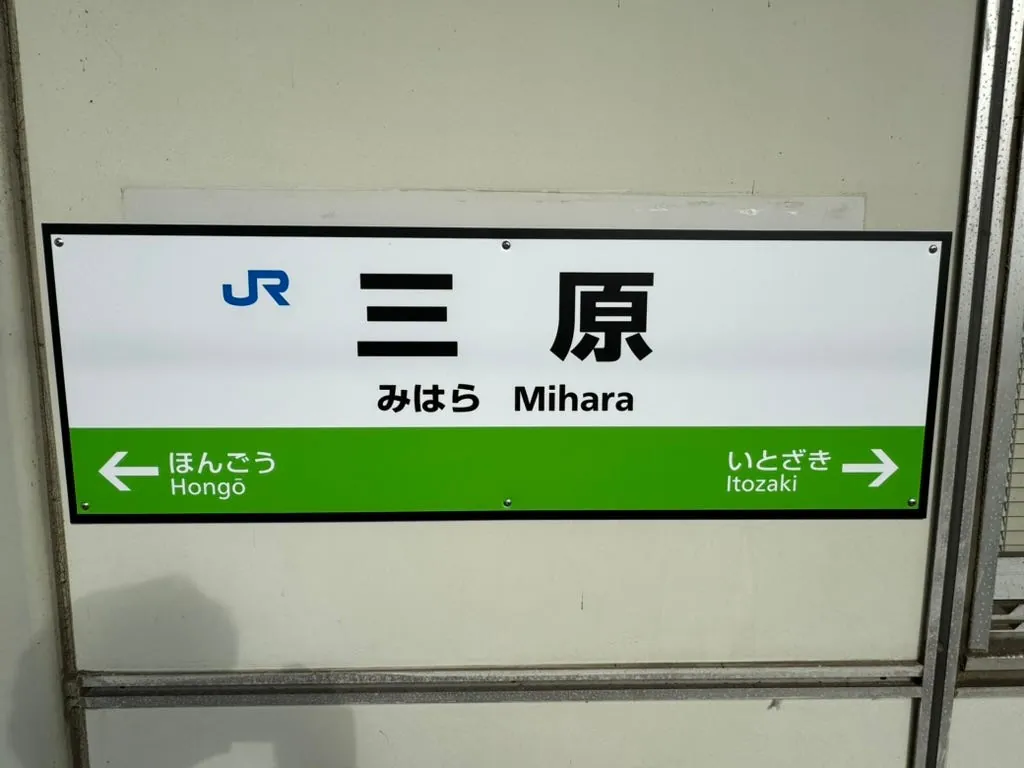 JR 三原
みはら Mihara
← ほんごう
Hongō
いとざき →
Itozaki